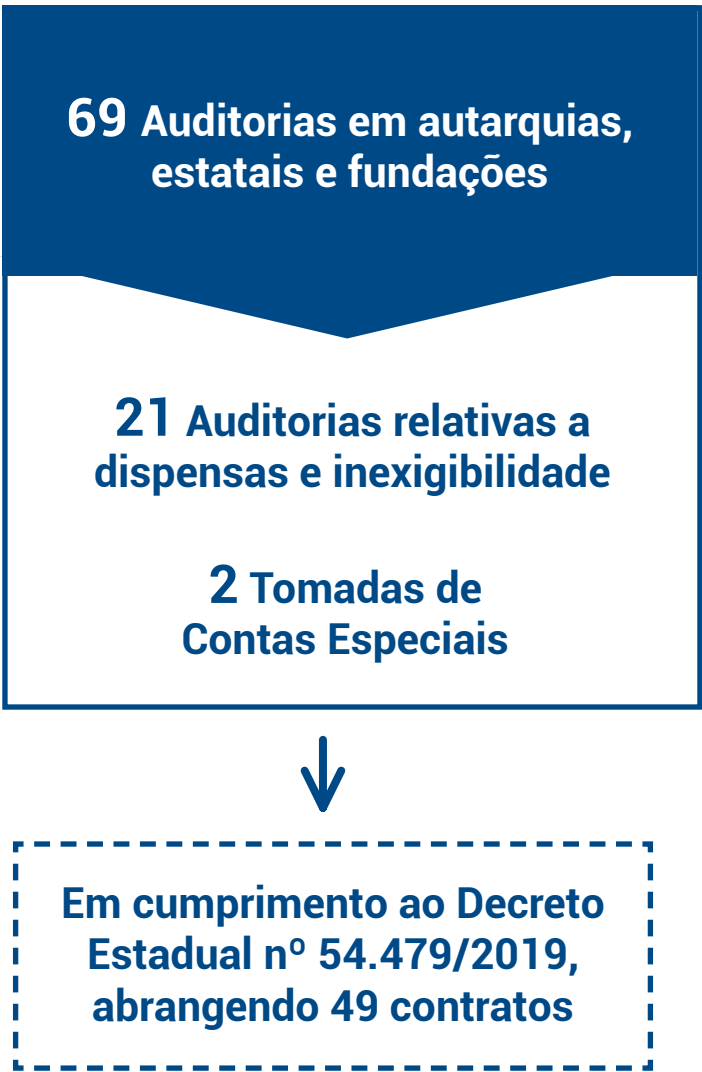 69 Auditorias em autarquias,
estatais e fundações
21 Auditorias relativas a
dispensas e inexigibilidade
2 Tomadas de
Contas Especiais
Em cumprimento ao Decreto
Estadual nº 54.479/2019,
abrangendo 49 contratos